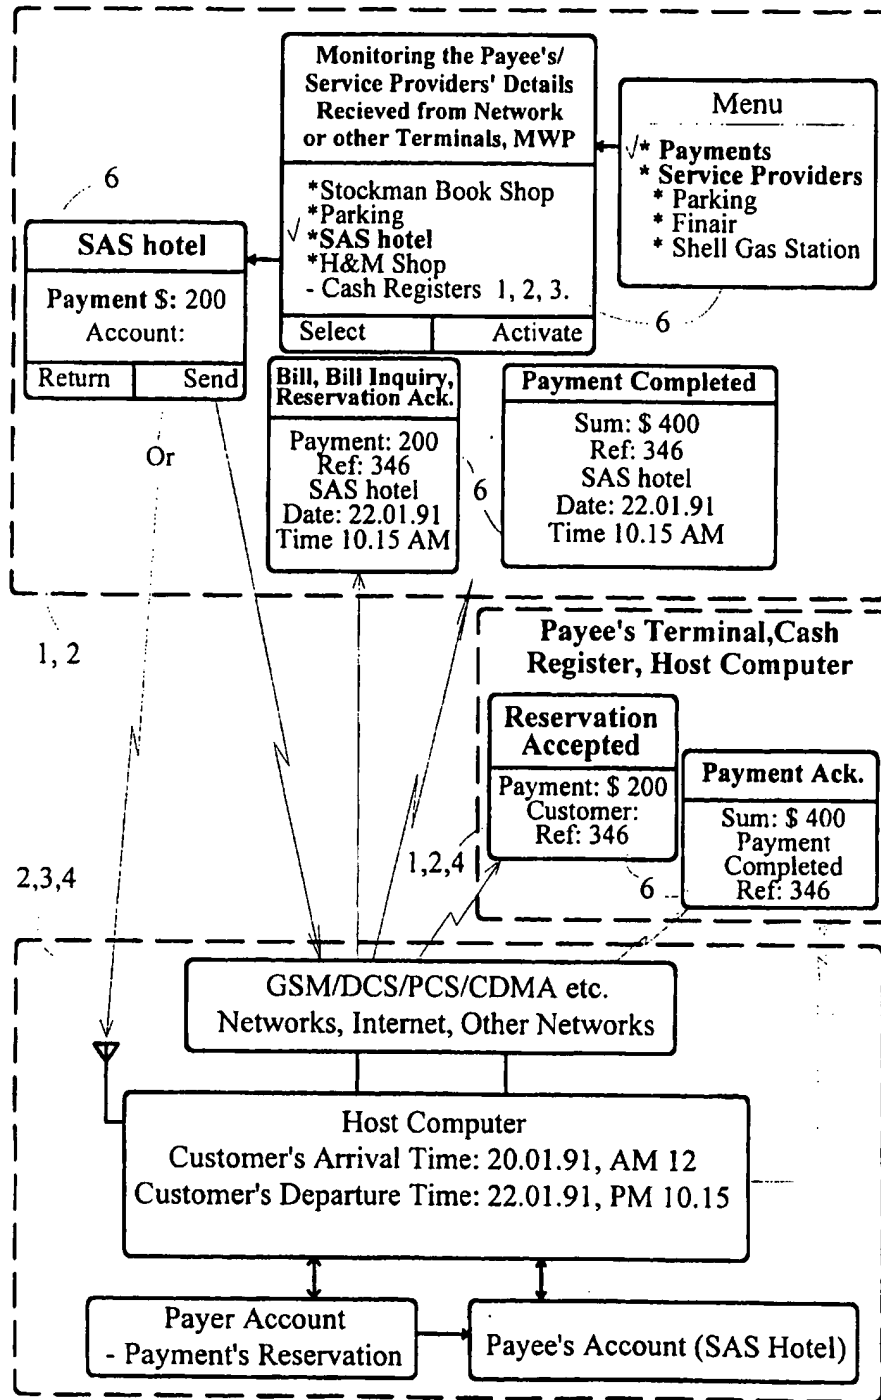 Monitoring the Payee's/
Service Providers' Details
Recieved from Network
or other Terminals, MWP
*Stockman Book Shop
*Parking
√ *SAS hotel
*H&M Shop
- Cash Registers 1, 2, 3.
Select Activate
Menu
√* Payments
* Service Providers
* Parking
* Finair
* Shell Gas Station
6
6
SAS hotel
Payment $: 200
Account:
Return Send
Or
Bill, Bill Inquiry,
Reservation Ack.
Payment: 200
Ref: 346
SAS hotel
Date: 22.01.91
Time 10.15 AM
6
Payment Completed
Sum: $ 400
Ref: 346
SAS hotel
Date: 22.01.91
Time 10.15 AM
1, 2
Payee's Terminal,Cash
Register, Host Computer
Reservation
Accepted
Payment: $ 200
Customer:
Ref: 346
Payment Ack.
Sum: $ 400
Payment
Completed
Ref: 346
1,2,4
6
2,3,4
GSM/DCS/PCS/CDMA etc.
Networks, Internet, Other Networks
Host Computer
Customer's Arrival Time: 20.01.91, AM 12
Customer's Departure Time: 22.01.91, PM 10.15
Payer Account
- Payment's Reservation
Payee's Account (SAS Hotel)